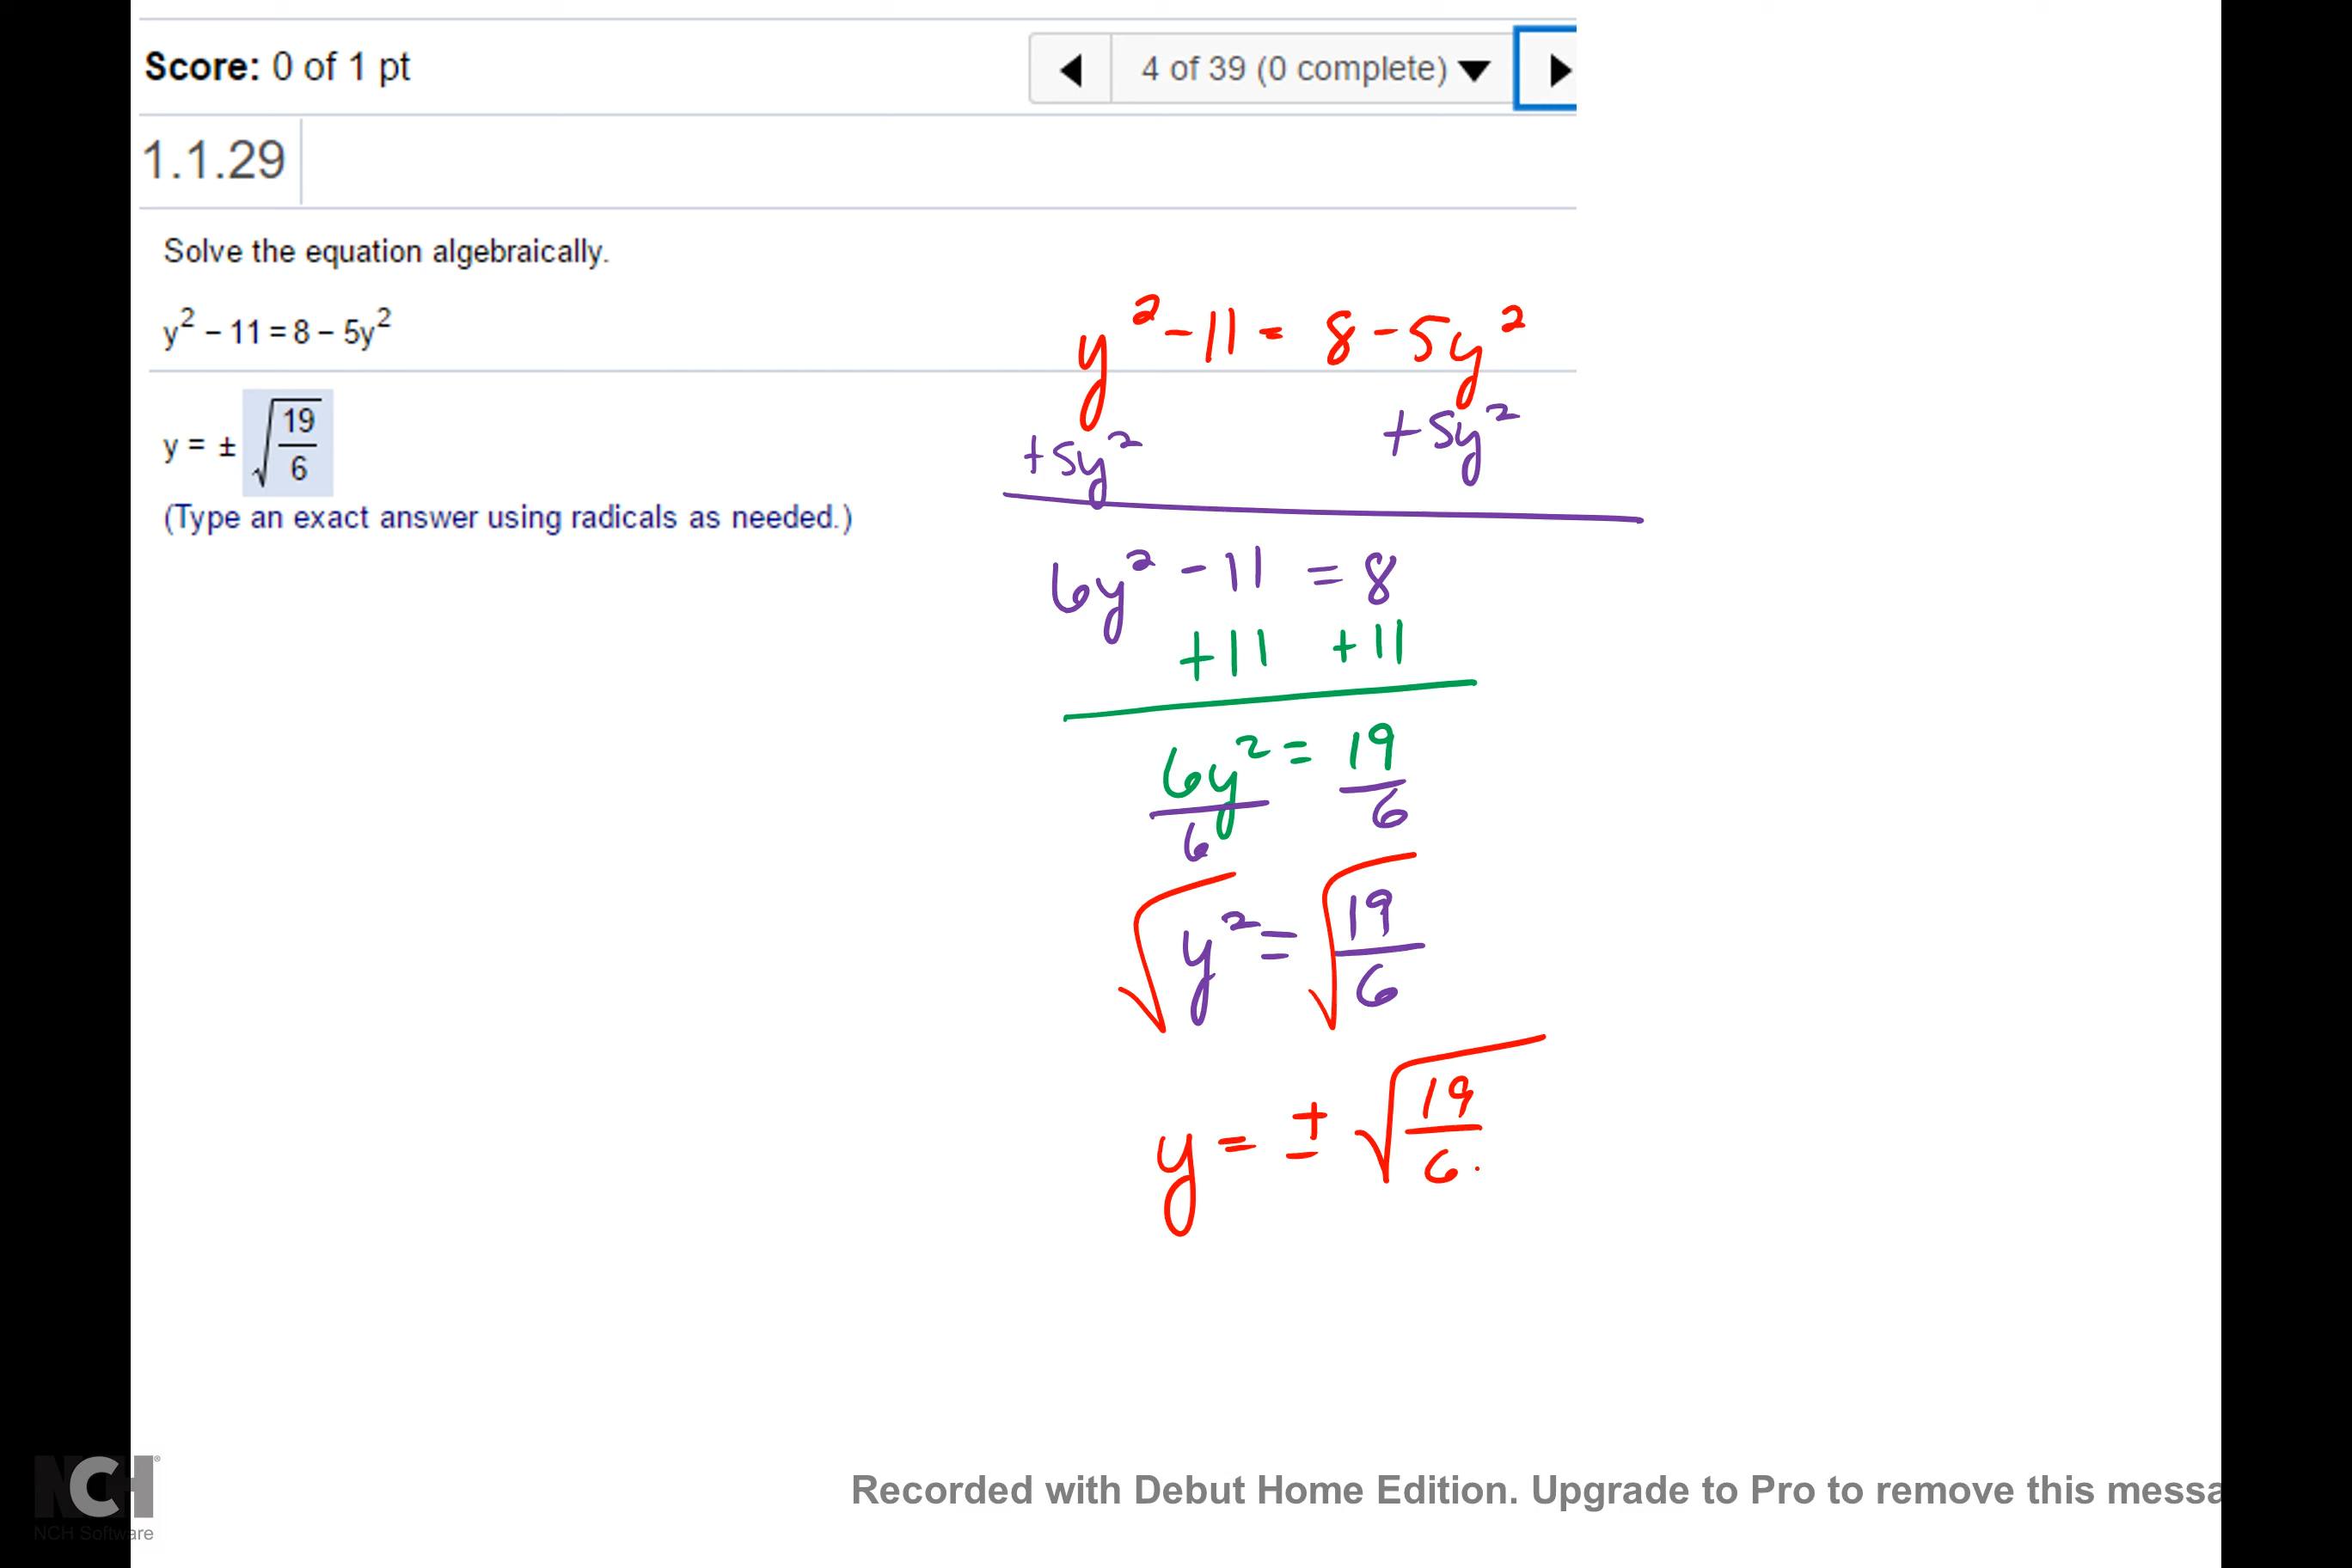 Score: 0 of 1 pt
4 of 39 (0 complete)
1.1.29
Solve the equation algebraically.
y² − 11 = 8 − 5y²
y = ± √(19/6)
(Type an exact answer using radicals as needed.)
y² - 11 = 8 - 5y²
+5y² +5y²
6y² - 11 = 8
+11 +11
6y²/6 = 19/6
√y² = √(19/6)
y = ± √(19/6)
NCH®
NCH Software
Recorded with Debut Home Edition. Upgrade to Pro to remove this messa